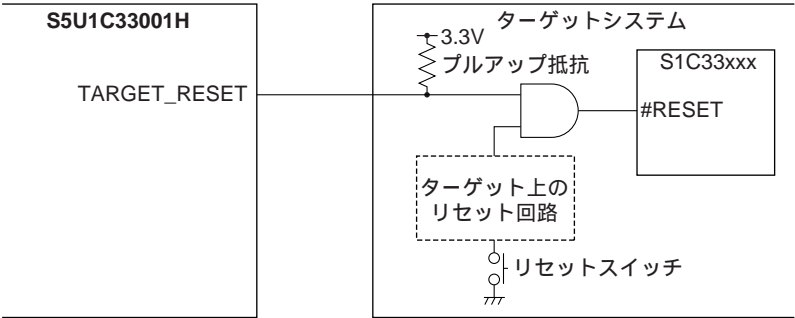 S5U1C33001H
TARGET_RESET
ターゲットシステム
3.3V
プルアップ抵抗
S1C33xxx
#RESET
ターゲット上の
リセット回路
リセットスイッチ